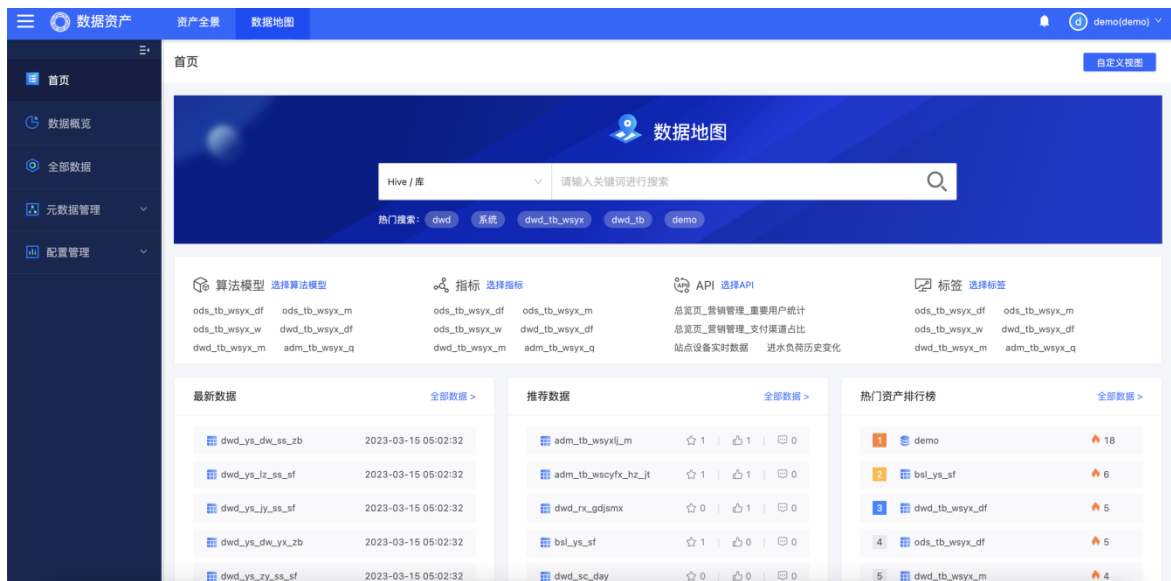 数据资产 资产全景 数据地图 d demo(demo)
首页
数据概览
全部数据
元数据管理
配置管理
首页 自定义视图
数据地图
Hive / 库 请输入关键词进行搜索
热门搜索: dwd 系统 dwd_tb_wsyx dwd_tb demo
算法模型 选择算法模型
ods_tb_wsyx_df ods_tb_wsyx_m
ods_tb_wsyx_w dwd_tb_wsyx_df
dwd_tb_wsyx_m adm_tb_wsyx_q
指标 选择指标
ods_tb_wsyx_df ods_tb_wsyx_m
ods_tb_wsyx_w dwd_tb_wsyx_df
dwd_tb_wsyx_m adm_tb_wsyx_q
API API 选择API
总览页_营销管理_重要用户统计
总览页_营销管理_支付渠道占比
站点设备实时数据 进水负荷历史变化
标签 选择标签
ods_tb_wsyx_df ods_tb_wsyx_m
ods_tb_wsyx_w dwd_tb_wsyx_df
dwd_tb_wsyx_m adm_tb_wsyx_q
最新数据 全部数据 >
dwd_ys_dw_ss_zb 2023-03-15 05:02:32
dwd_ys_lz_ss_sf 2023-03-15 05:02:32
dwd_ys_jy_ss_sf 2023-03-15 05:02:32
dwd_ys_dw_yx_zb 2023-03-15 05:02:32
dwd_ys_zy_ss_sf 2023-03-15 05:02:32
推荐数据 全部数据 >
adm_tb_wsyxlj_m 1 1 0
adm_tb_wscyfx_hz_jt 1 1 0
dwd_rx_gdjsmx 0 1 0
bsl_ys_sf 1 0 0
dwd_sc_day 0 0 0
热门资产排行榜 全部数据 >
1 demo 18
2 bsl_ys_sf 6
3 dwd_tb_wsyx_df 5
4 ods_tb_wsyx_df 5
5 dwd_tb_wsyx_m 4